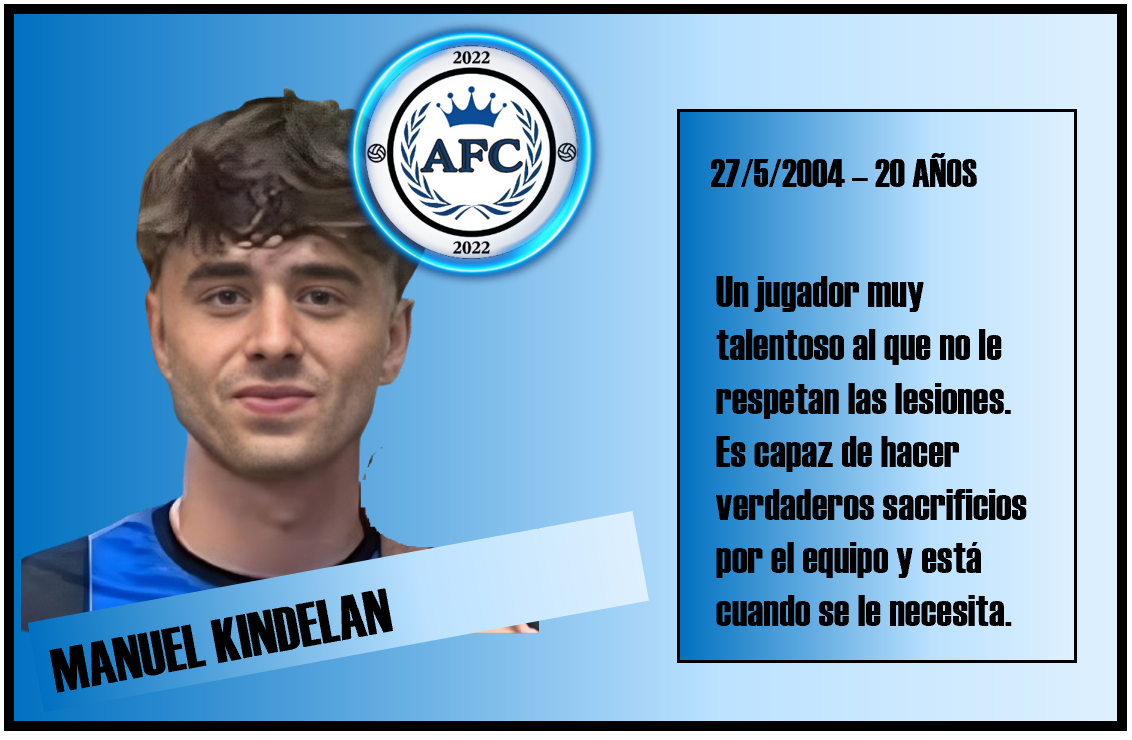 2022
AFC
2022
27/5/2004 – 20 AÑOS
Un jugador muy
talentoso al que no le
respetan las lesiones.
Es capaz de hacer
verdaderos sacrificios
por el equipo y está
cuando se le necesita.
MANUEL KINDELAN